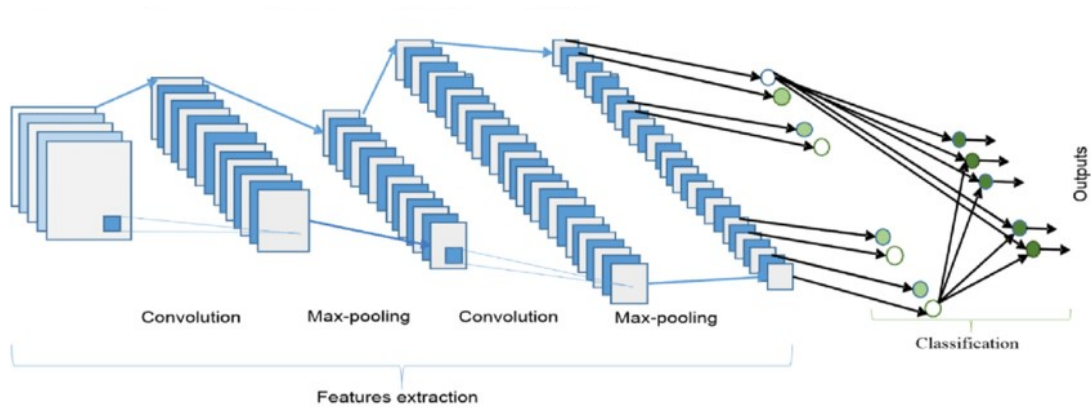 Convolution
Max-pooling
Convolution
Max-pooling
Features extraction
Classification
Outputs